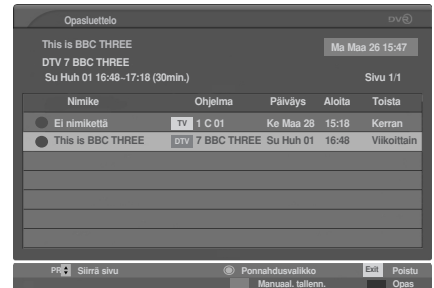 Opasluettelo DVR
This is BBC THREE Ma Maa 26 15:47
DTV 7 BBC THREE
Su Huh 01 16:48~17:18 (30min.) Sivu 1/1
Nimike Ohjelma Päiväys Aloita Toista
Ei nimikettä TV 1 C 01 Ke Maa 28 15:18 Kerran
This is BBC THREE DTV 7 BBC THREE Su Huh 01 16:48 Viikoittain
PR Siirrä sivu Ponnahdusvalikko Exit Poistu
Manuaal. tallenn. Opas